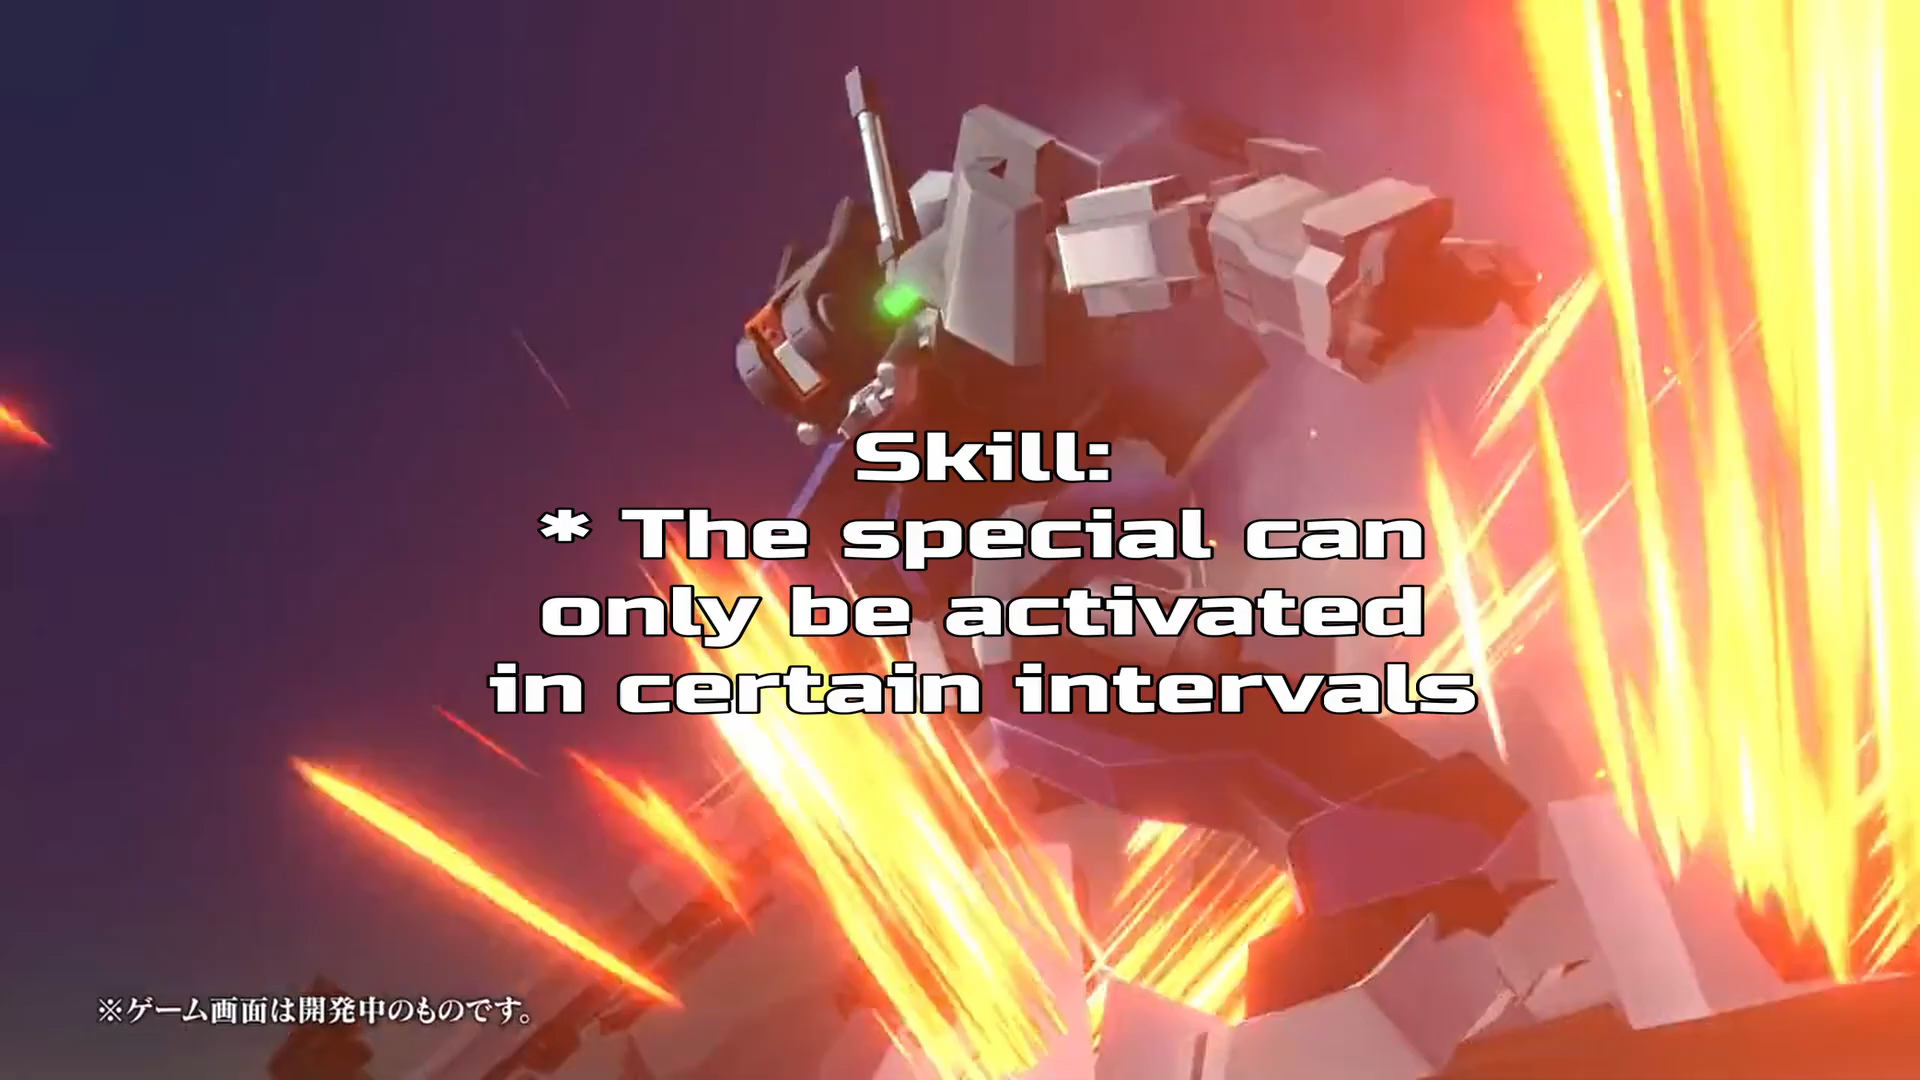 Skill:
* The special can
only be activated
in certain intervals
※ゲーム画面は開発中のものです。